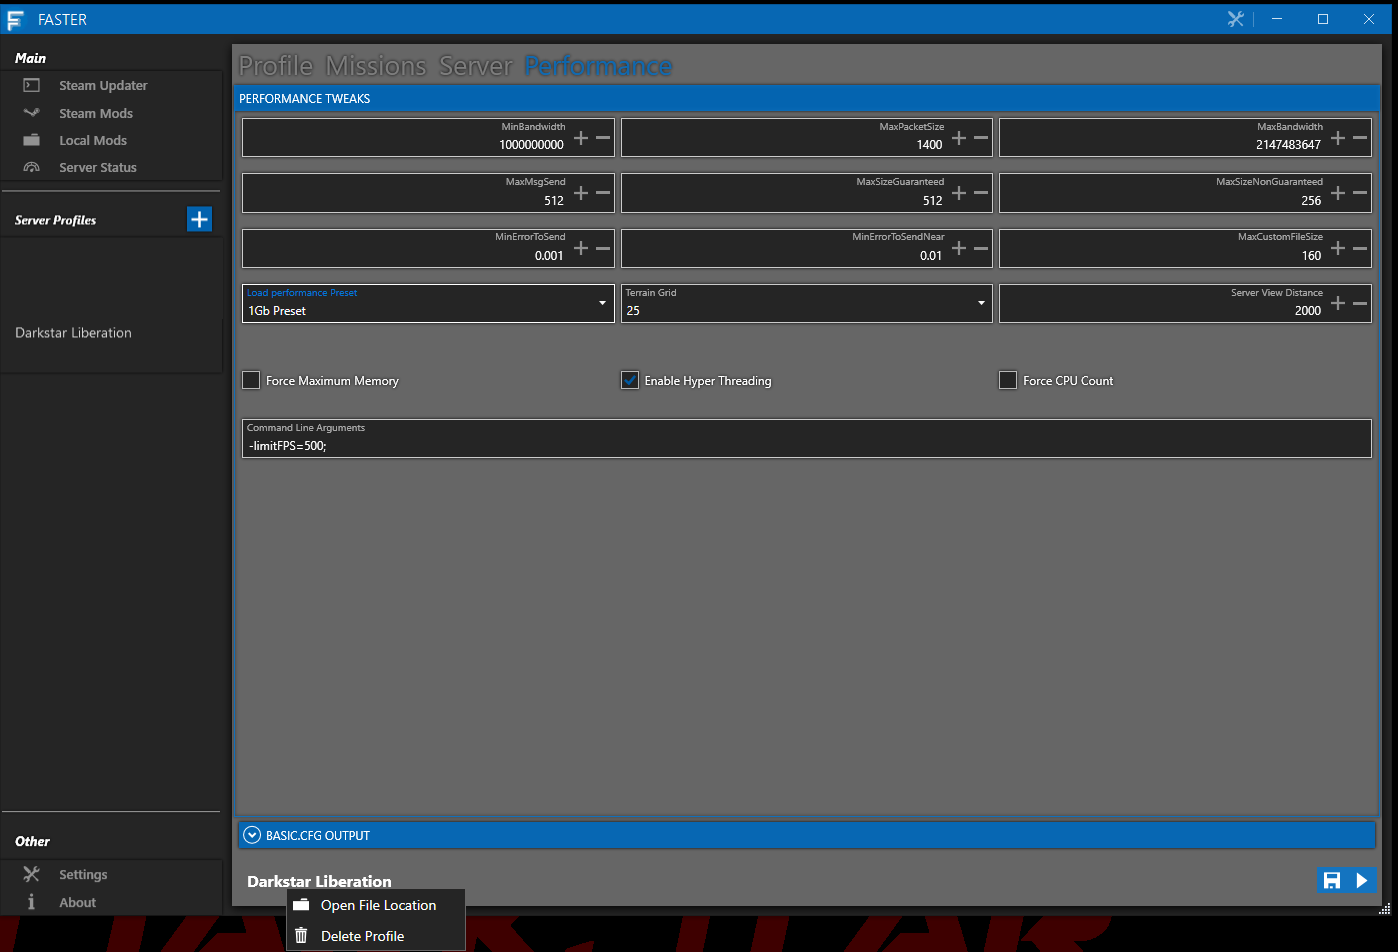 FASTER
Main
Steam Updater
Steam Mods
Local Mods
Server Status
Server Profiles
Darkstar Liberation
Other
Settings
About
Profile Missions Server Performance
PERFORMANCE TWEAKS
MinBandwidth
1000000000
MaxPacketSize
1400
MaxBandwidth
2147483647
MaxMsgSend
512
MaxSizeGuaranteed
512
MaxSizeNonGuaranteed
256
MinErrorToSend
0.001
MinErrorToSendNear
0.01
MaxCustomFileSize
160
Load performance Preset
1Gb Preset
Terrain Grid
25
Server View Distance
2000
Force Maximum Memory
Enable Hyper Threading
Force CPU Count
Command Line Arguments
-limitFPS=500;
BASIC.CFG OUTPUT
Darkstar Liberation
Open File Location
Delete Profile